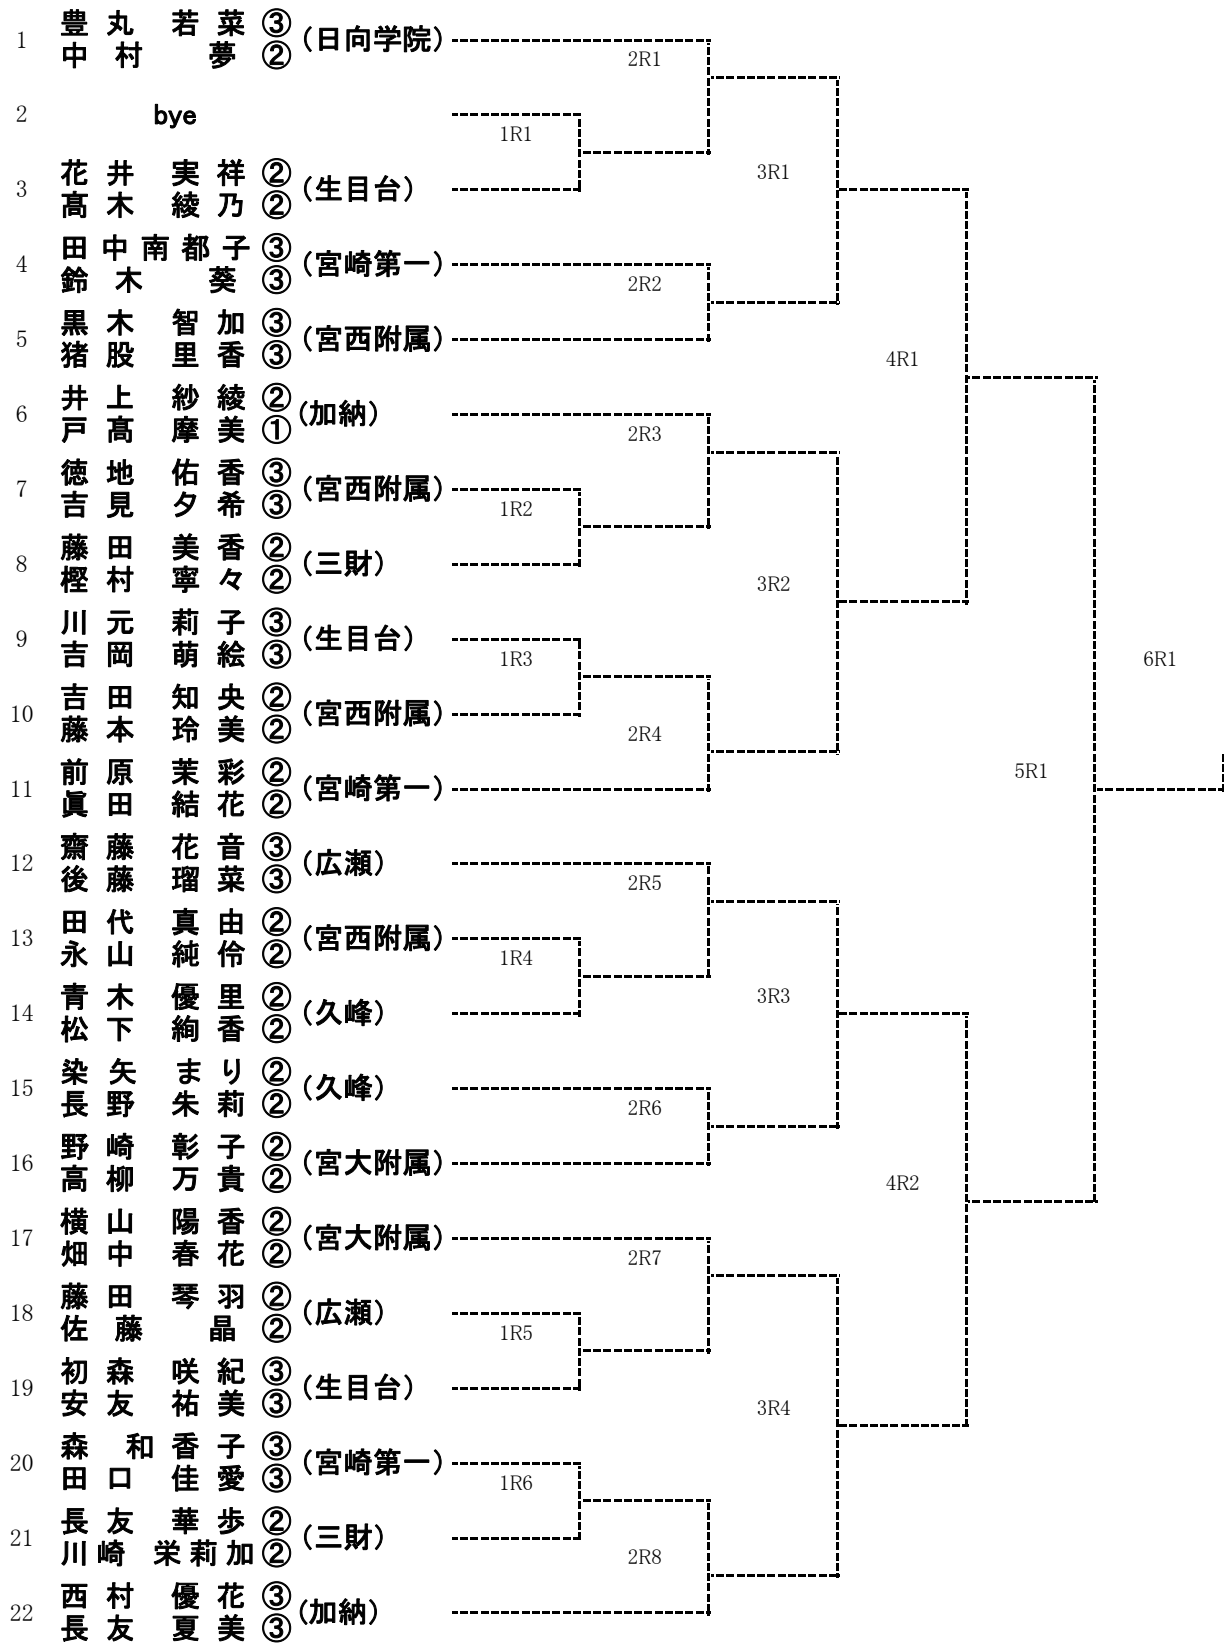 1 豊丸 若菜 ③ (日向学院)
中村 夢 ②
2R1
2 bye
1R1
3R1
3 花井 実祥 ② (生目台)
髙木 綾乃 ②
4 田中南都子 ③ (宮崎第一)
鈴木 葵 ③
2R2
5 黒木 智加 ③ (宮西附属)
猪股 里香 ③
4R1
6 井上 紗綾 ② (加納)
戸髙 摩美 ①
2R3
7 徳地 佑香 ③ (宮西附属)
吉見 夕希 ③
1R2
8 藤田 美香 ② (三財)
樫村 寧々 ②
3R2
9 川元 莉子 ③ (生目台)
吉岡 萌絵 ③
1R3
6R1
10 吉田 知央 ② (宮西附属)
藤本 玲美 ②
2R4
5R1
11 前原 茉彩 ② (宮崎第一)
眞田 結花 ②
12 齋藤 花音 ③ (広瀬)
後藤 瑠菜 ③
2R5
13 田代 真由 ② (宮西附属)
永山 純伶 ②
1R4
3R3
14 青木 優里 ② (久峰)
松下 絢香 ②
15 染矢 まり ② (久峰)
長野 朱莉 ②
2R6
16 野崎 彰子 ② (宮大附属)
高柳 万貴 ②
4R2
17 横山 陽香 ② (宮大附属)
畑中 春花 ②
2R7
18 藤田 琴羽 ② (広瀬)
佐藤 晶 ②
1R5
19 初森 咲紀 ③ (生目台)
安友 祐美 ③
3R4
20 森 和香子 ③ (宮崎第一)
田口 佳愛 ③
1R6
21 長友 華歩 ② (三財)
川崎 栄莉加 ②
2R8
22 西村 優花 ③ (加納)
長友 夏美 ③